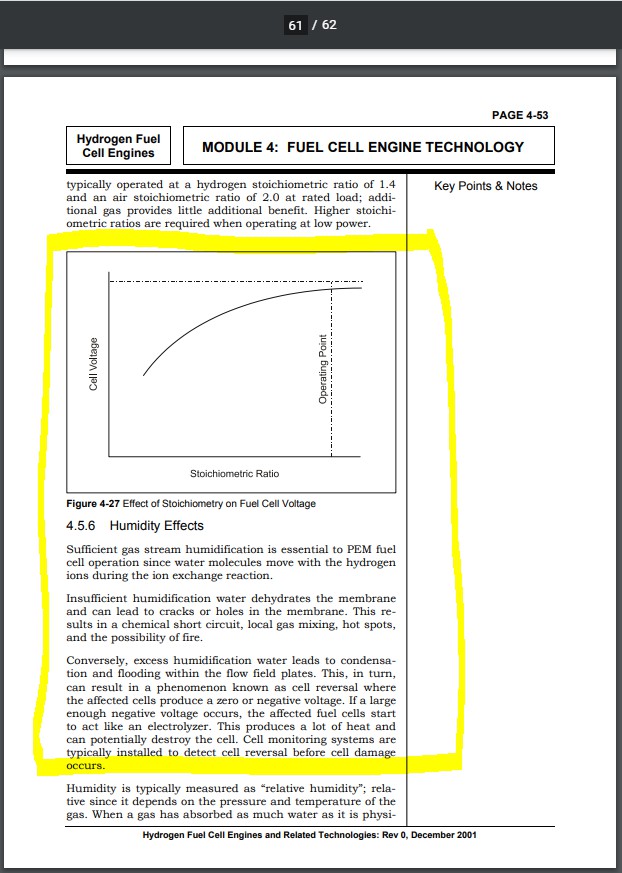 61 / 62
PAGE 4-53
Hydrogen Fuel
Cell Engines
MODULE 4: FUEL CELL ENGINE TECHNOLOGY
typically operated at a hydrogen stoichiometric ratio of 1.4
and an air stoichiometric ratio of 2.0 at rated load; addi-
tional gas provides little additional benefit. Higher stoichi-
ometric ratios are required when operating at low power.
Key Points & Notes
Cell Voltage
Operating Point
Stoichiometric Ratio
Figure 4-27 Effect of Stoichiometry on Fuel Cell Voltage
4.5.6 Humidity Effects
Sufficient gas stream humidification is essential to PEM fuel
cell operation since water molecules move with the hydrogen
ions during the ion exchange reaction.
Insufficient humidification water dehydrates the membrane
and can lead to cracks or holes in the membrane. This re-
sults in a chemical short circuit, local gas mixing, hot spots,
and the possibility of fire.
Conversely, excess humidification water leads to condensa-
tion and flooding within the flow field plates. This, in turn,
can result in a phenomenon known as cell reversal where
the affected cells produce a zero or negative voltage. If a large
enough negative voltage occurs, the affected fuel cells start
to act like an electrolyzer. This produces a lot of heat and
can potentially destroy the cell. Cell monitoring systems are
typically installed to detect cell reversal before cell damage
occurs.
Humidity is typically measured as “relative humidity”; rela-
tive since it depends on the pressure and temperature of the
gas. When a gas has absorbed as much water as it is physi-
Hydrogen Fuel Cell Engines and Related Technologies: Rev 0, December 2001